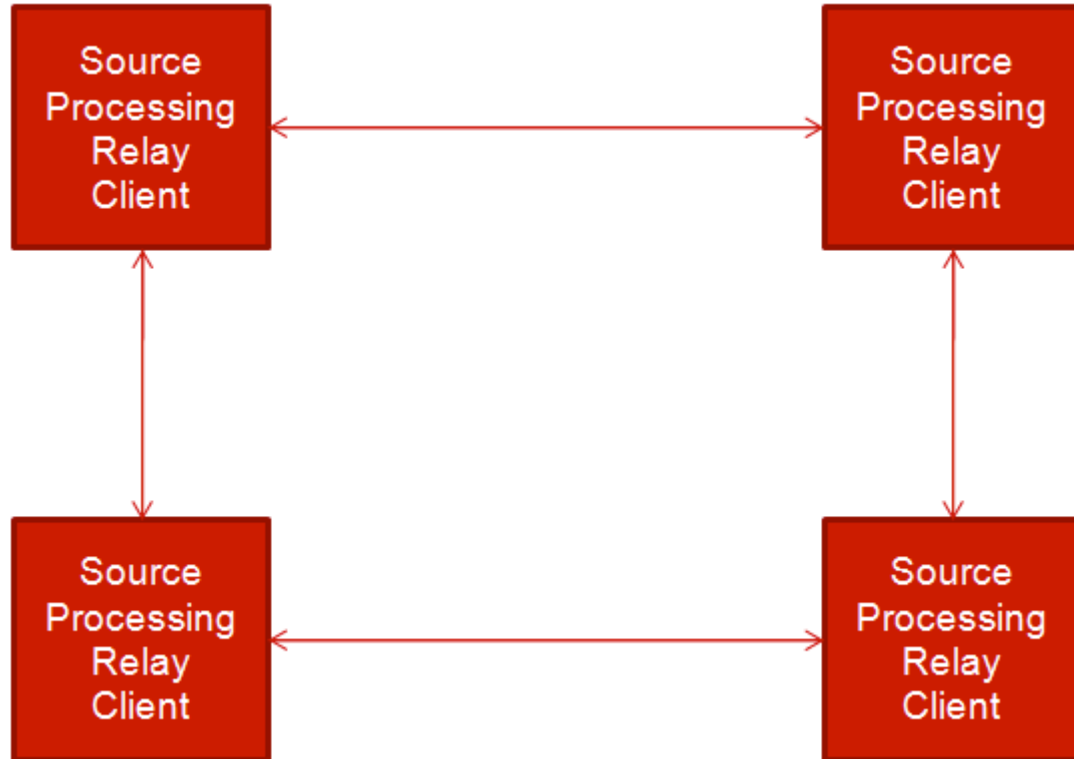 Source
Processing
Relay
Client
Source
Processing
Relay
Client
Source
Processing
Relay
Client
Source
Processing
Relay
Client